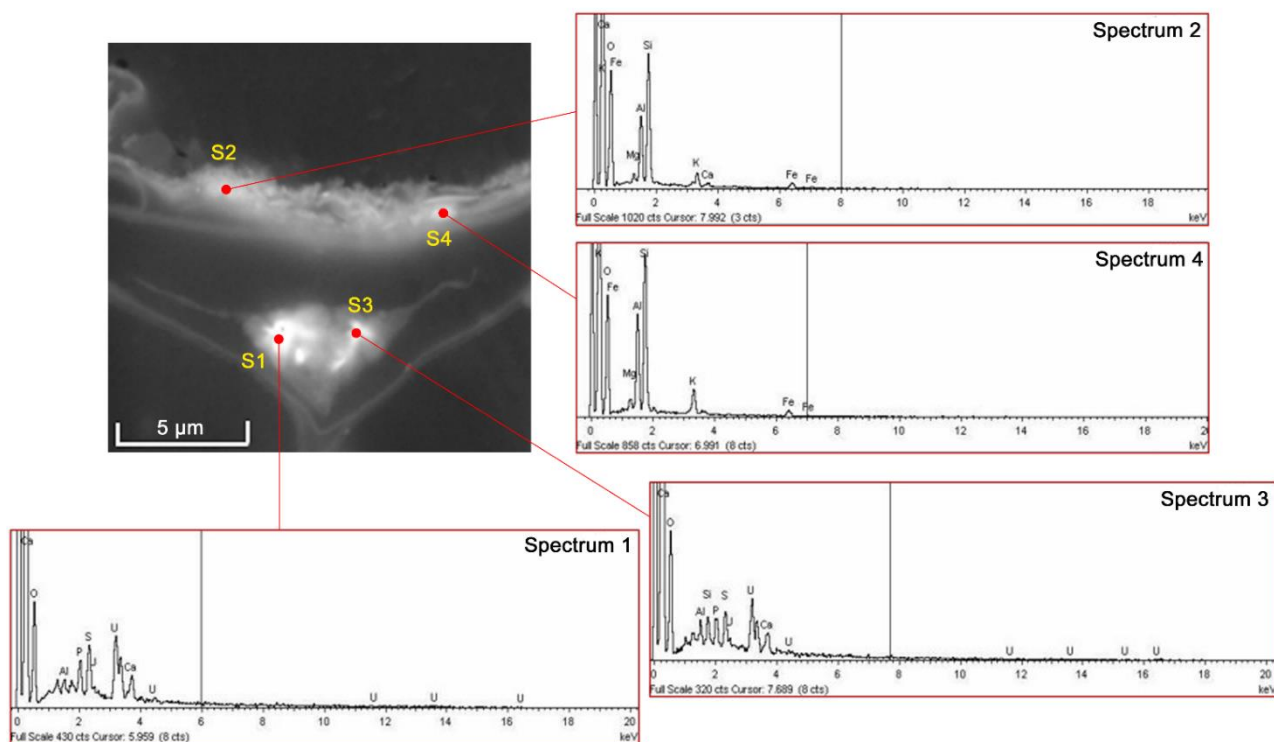 S2
S4
S3
S1
5 µm
Spectrum 2
Ca
O
Si
K
Fe
Al
Mg
K
Ca
Fe
Fe
0 2 4 6 8 10 12 14 16 18 20
Full Scale 1020 cts Cursor: 7.992 (3 cts) keV
Spectrum 4
K
O
Si
Fe
Al
Mg
K
Fe
Fe
0 2 4 6 8 10 12 14 16 18 20
Full Scale 858 cts Cursor: 6.991 (8 cts) keV
Spectrum 3
Ca
O
U
Si
S
Al
P
J
Ca
U
U
U
U
U
0 2 4 6 8 10 12 14 16 18 20
Full Scale 320 cts Cursor: 7.689 (8 cts) keV
Spectrum 1
Ca
O
U
S
P
Al
J
Ca
U
U
U
U
0 2 4 6 8 10 12 14 16 18 20
Full Scale 430 cts Cursor: 5.959 (8 cts) keV